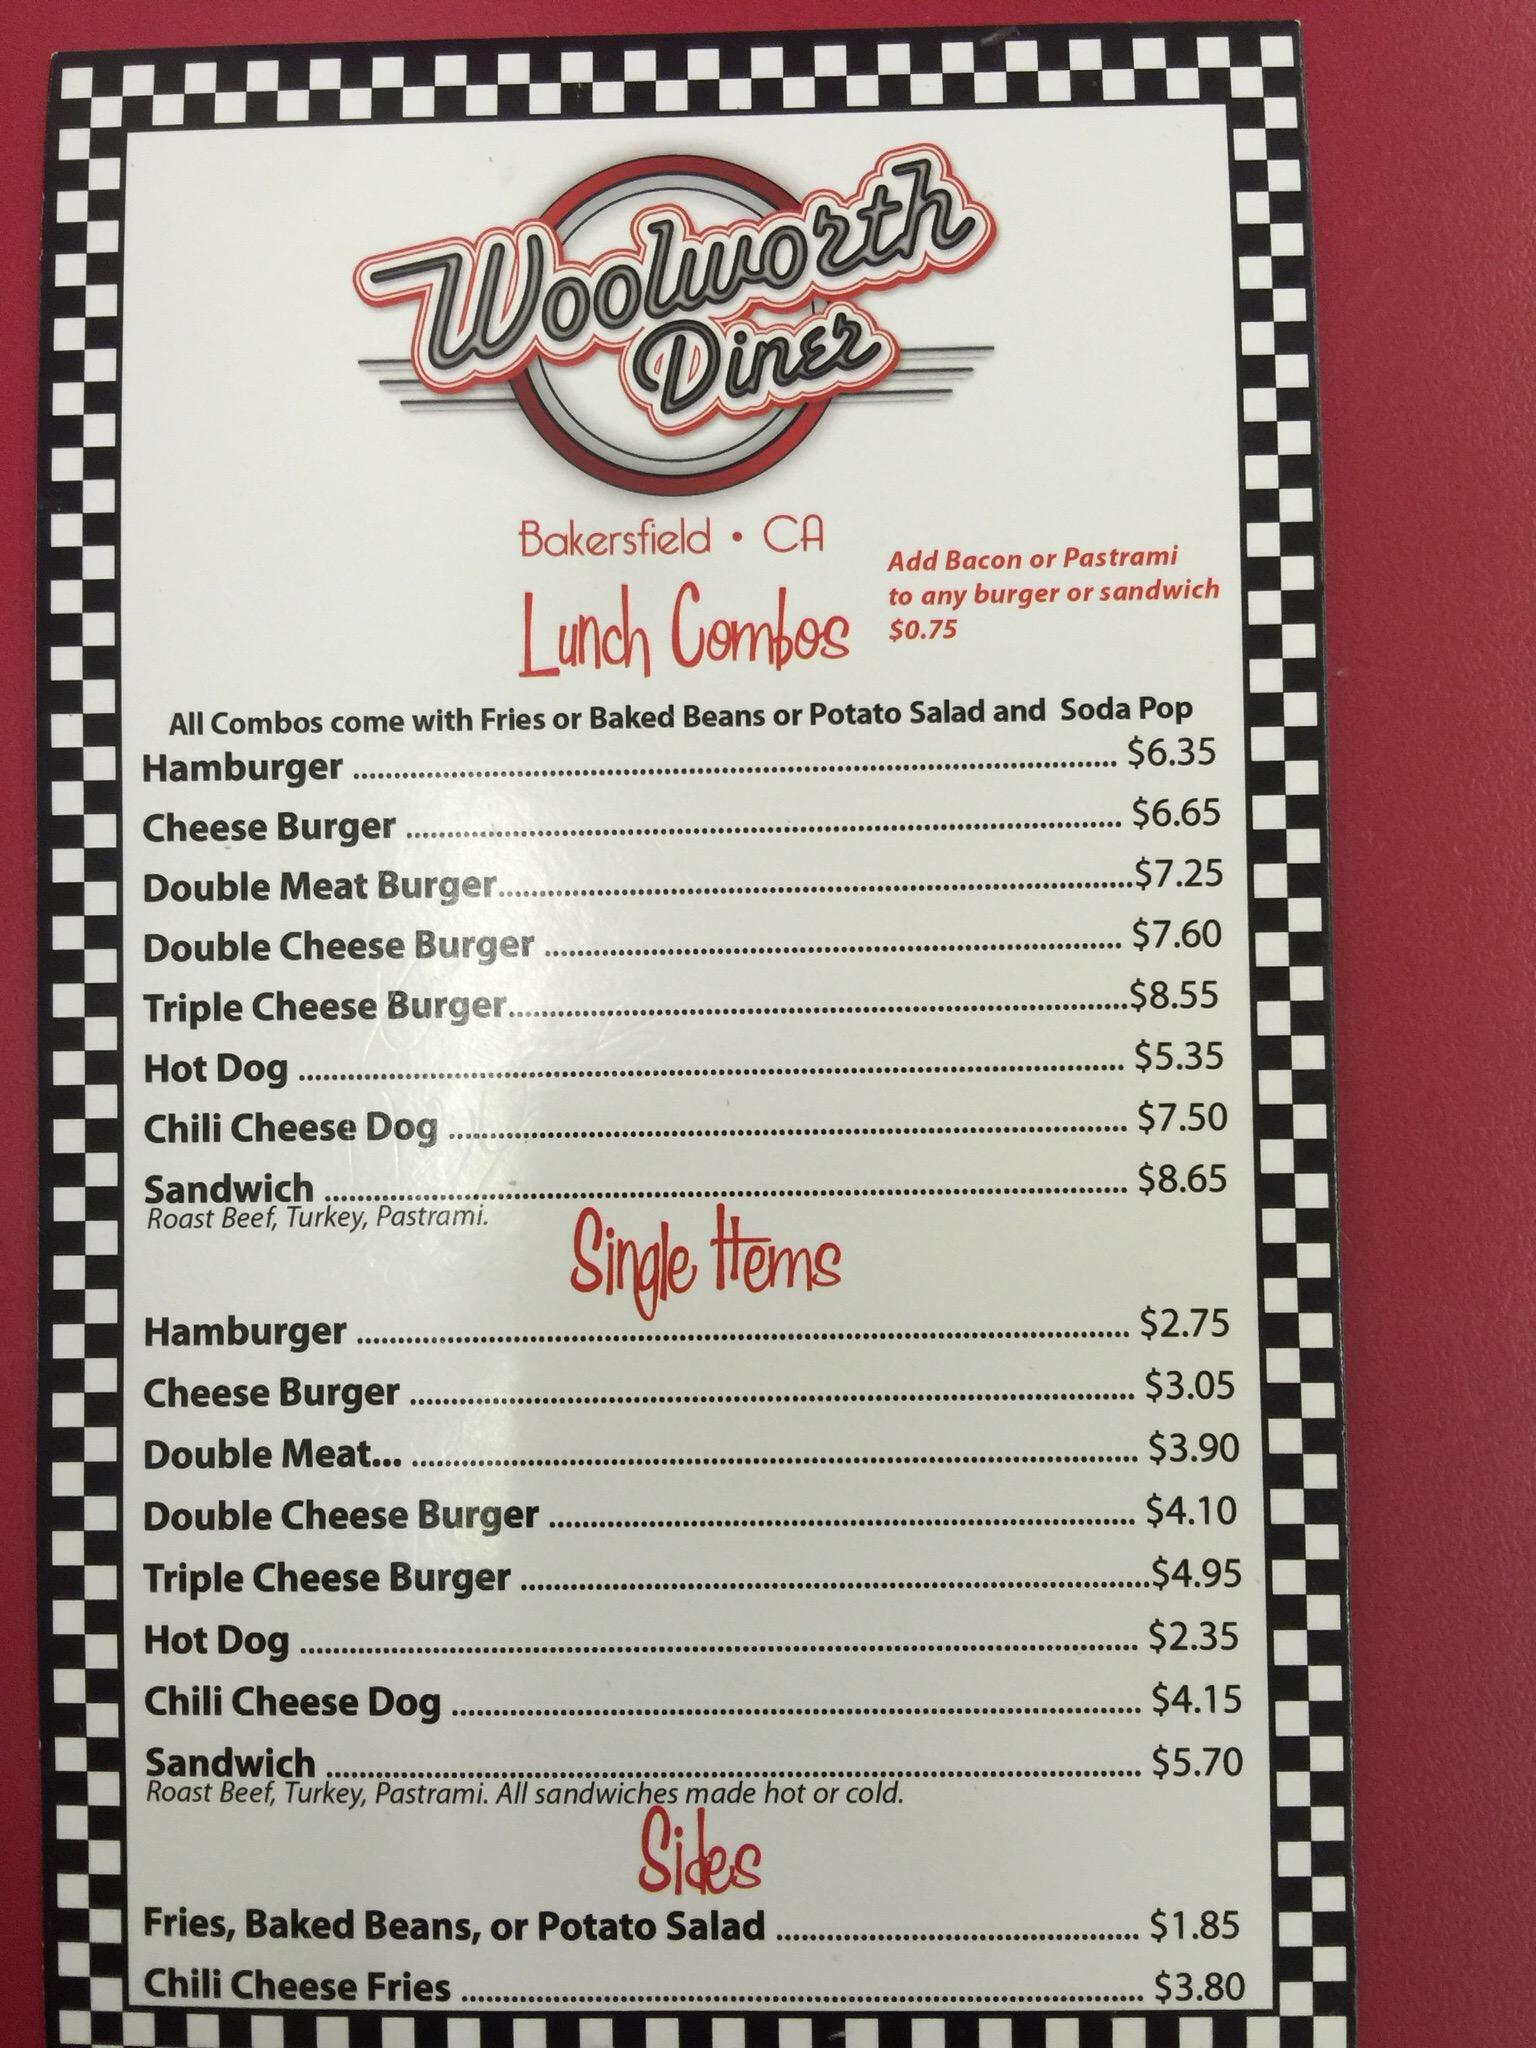 Woolworth
Diner
Bakersfield • CA
Add Bacon or Pastrami
to any burger or sandwich
$0.75
Lunch Combos
All Combos come with Fries or Baked Beans or Potato Salad and Soda Pop
Hamburger ........ $6.35
Cheese Burger ........ $6.65
Double Meat Burger........$7.25
Double Cheese Burger ........ $7.60
Triple Cheese Burger........$8.55
Hot Dog ........ $5.35
Chili Cheese Dog ........ $7.50
Sandwich ........ $8.65
Roast Beef, Turkey, Pastrami.
Single Items
Hamburger ........ $2.75
Cheese Burger ........ $3.05
Double Meat... ........ $3.90
Double Cheese Burger ........ $4.10
Triple Cheese Burger ........$4.95
Hot Dog ........ $2.35
Chili Cheese Dog ........ $4.15
Sandwich ........ $5.70
Roast Beef, Turkey, Pastrami. All sandwiches made hot or cold.
Sides
Fries, Baked Beans, or Potato Salad ........ $1.85
Chili Cheese Fries ........ $3.80